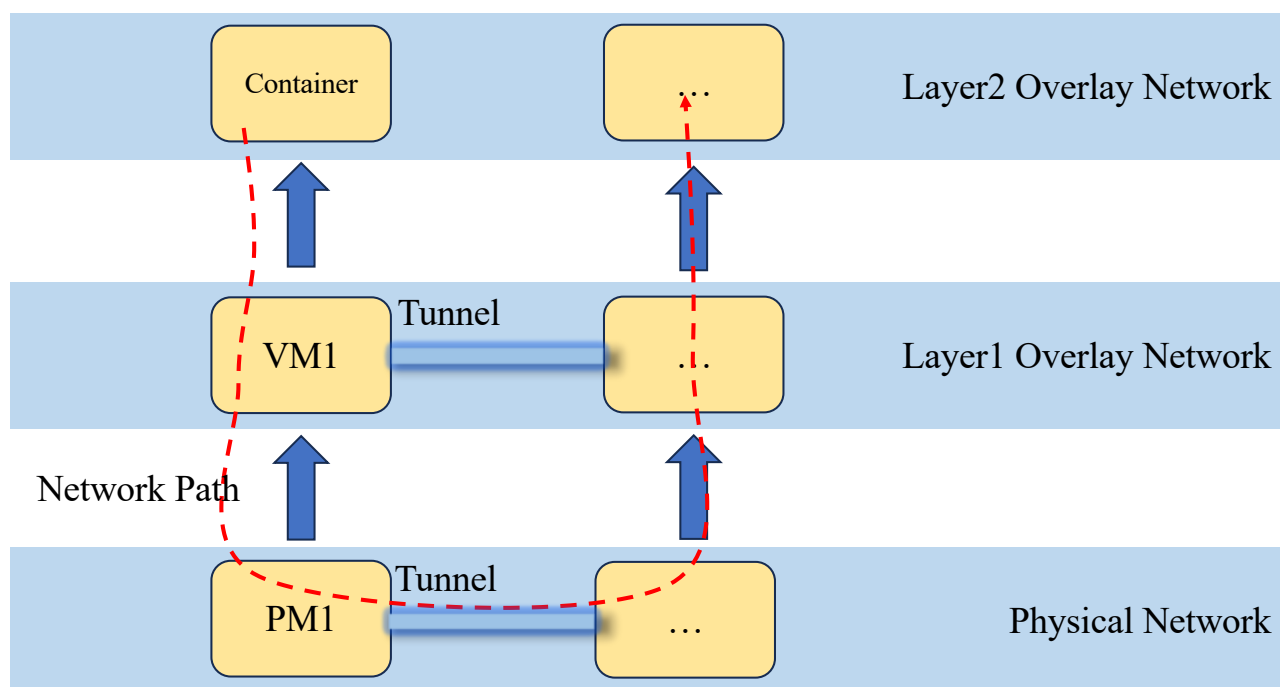 Container
…
Layer2 Overlay Network
Tunnel
VM1
…
Layer1 Overlay Network
Network Path
Tunnel
PM1
…
Physical Network